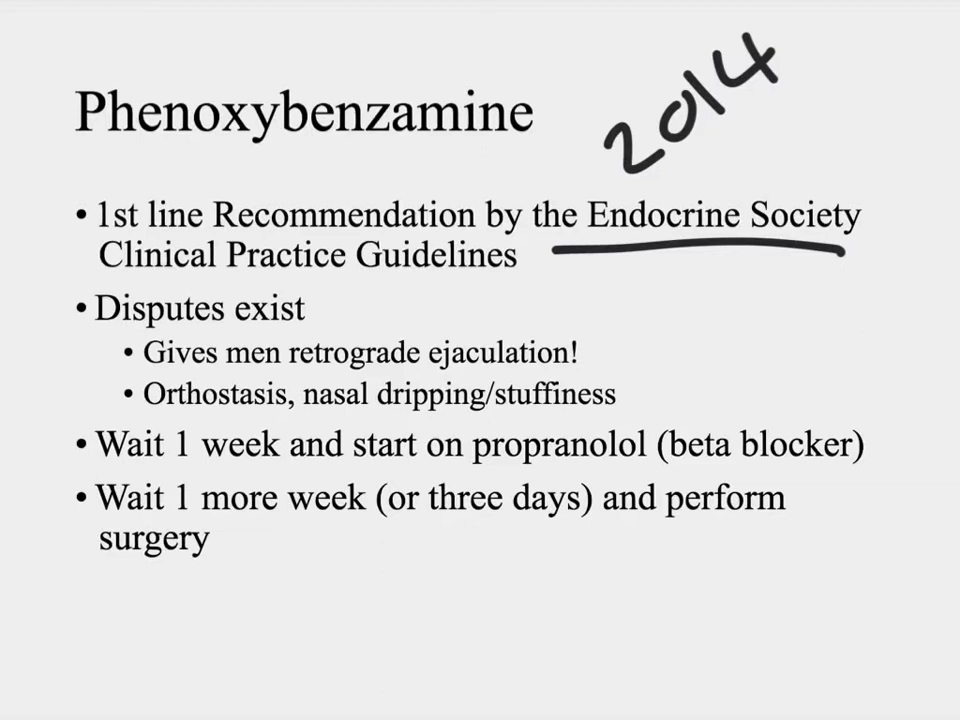 Phenoxybenzamine
2014
• 1st line Recommendation by the Endocrine Society
Clinical Practice Guidelines
• Disputes exist
• Gives men retrograde ejaculation!
• Orthostasis, nasal dripping/stuffiness
• Wait 1 week and start on propranolol (beta blocker)
• Wait 1 more week (or three days) and perform
surgery